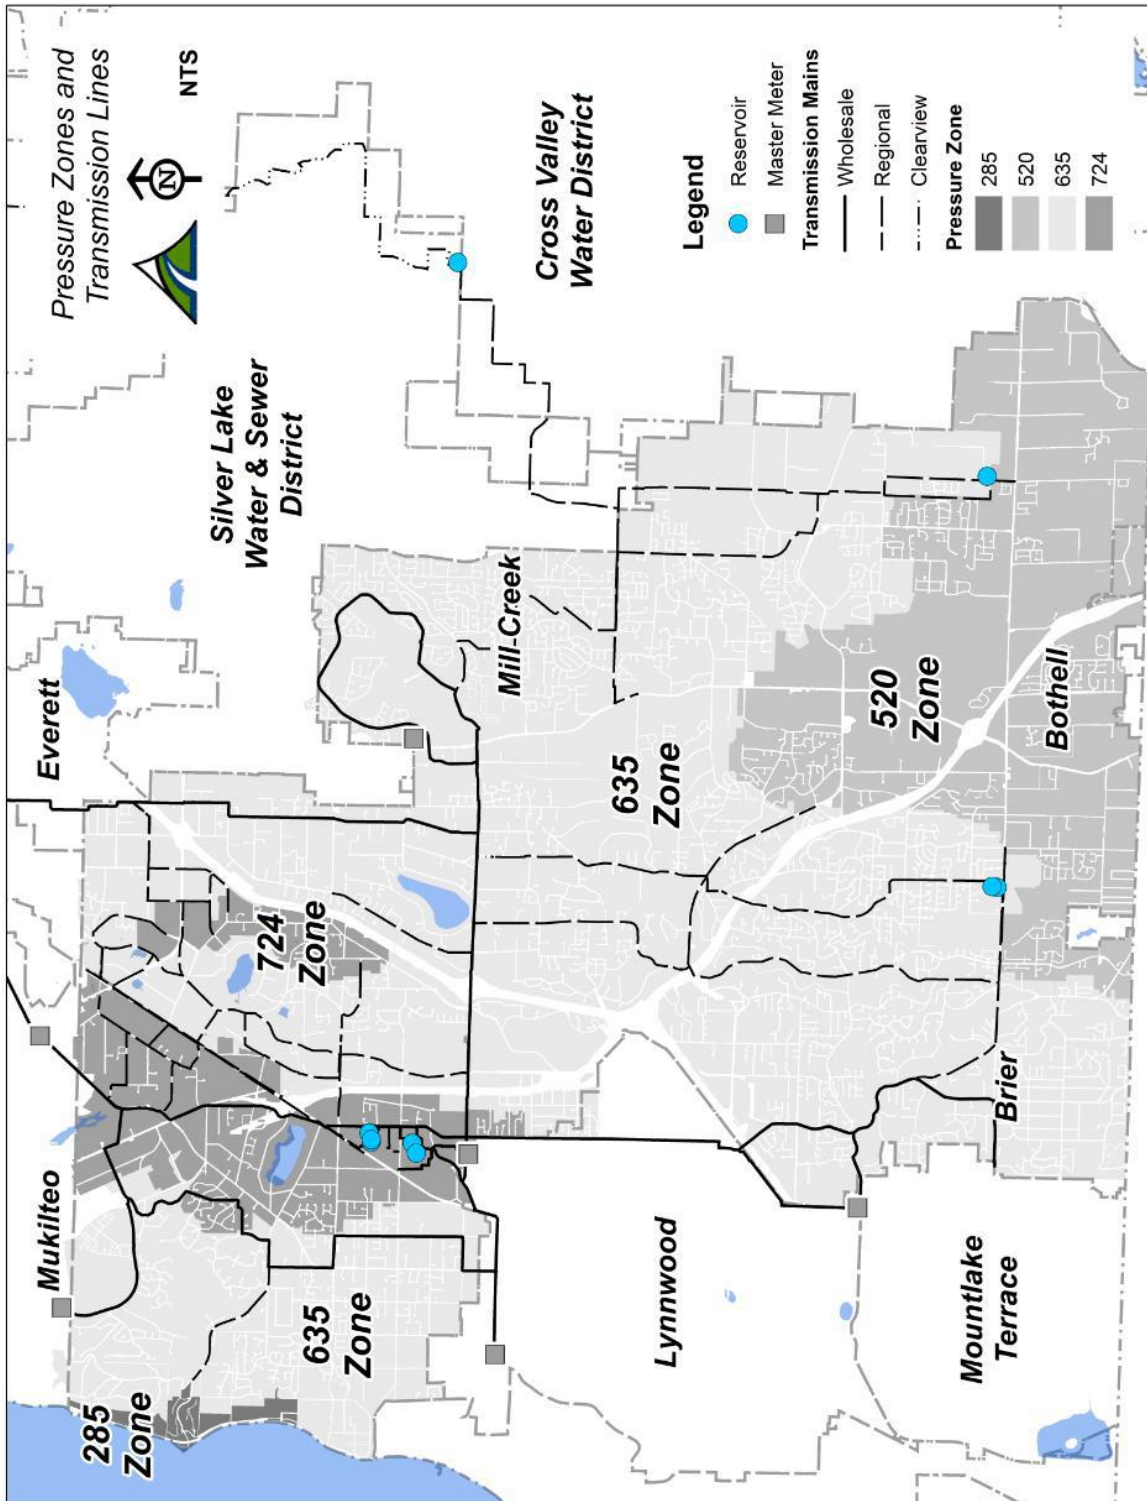 Pressure Zones and
Transmission Lines
N
NTS
Everett
Mukilteo
Silver Lake
Water & Sewer
District
Cross Valley
Water District
285
Zone
724
Zone
635
Zone
Mill Creek
635
Zone
520
Zone
Bothell
Brier
Lynnwood
Mountlake
Terrace
Legend
Reservoir
Master Meter
Transmission Mains
Wholesale
Regional
Clearview
Pressure Zone
285
520
635
724